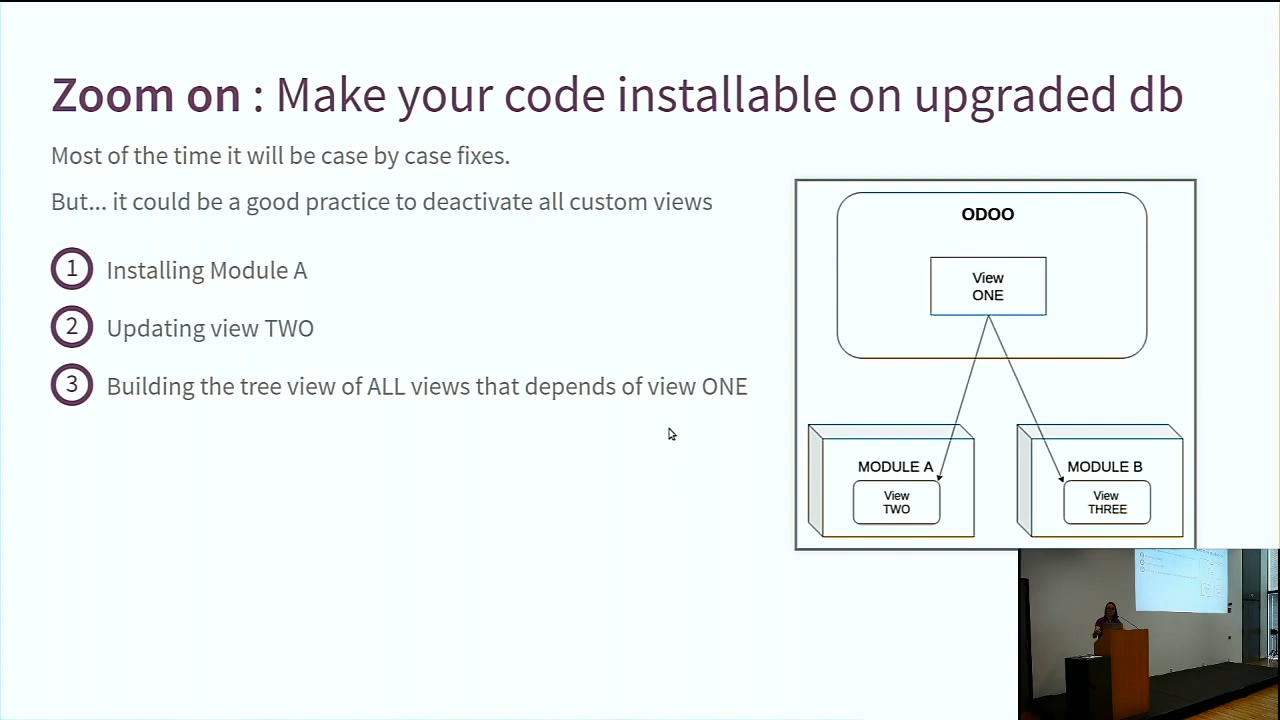 Zoom on : Make your code installable on upgraded db
Most of the time it will be case by case fixes.
But... it could be a good practice to deactivate all custom views
1 Installing Module A
2 Updating view TWO
3 Building the tree view of ALL views that depends of view ONE
ODOO
View
ONE
MODULE A
View
TWO
MODULE B
View
THREE